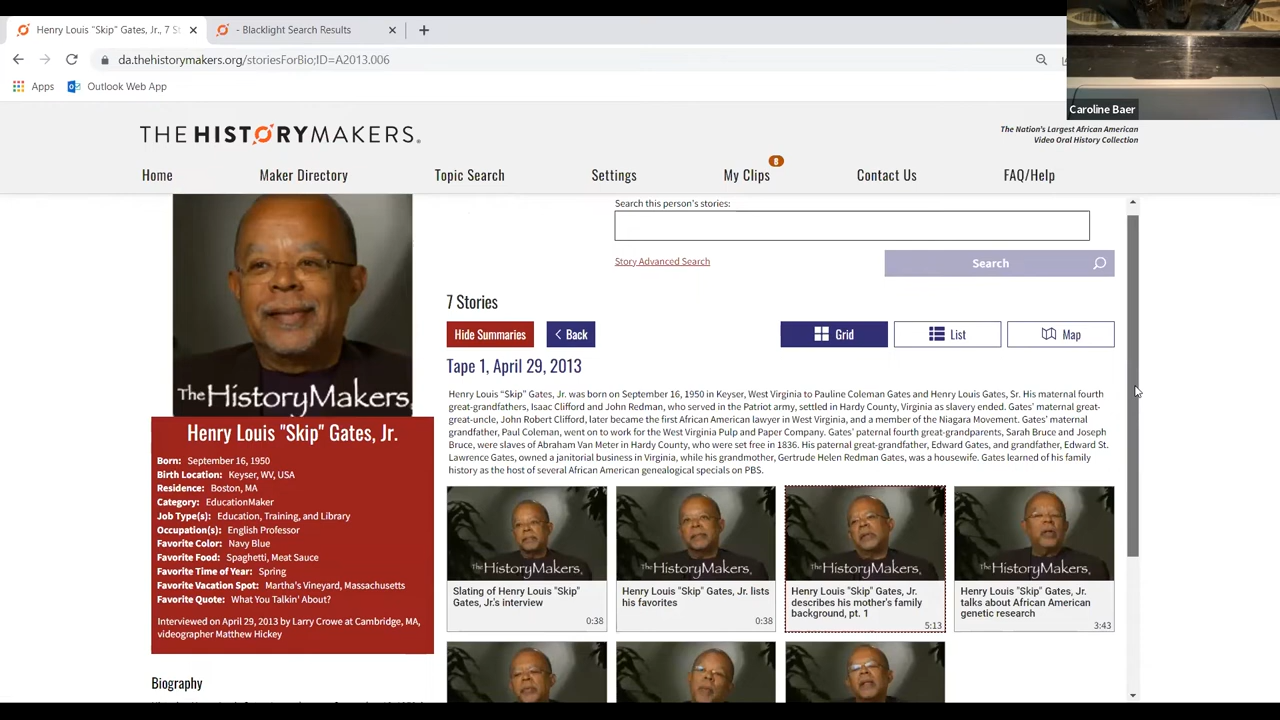 Henry Louis "Skip" Gates, Jr., 7 S
- Blacklight Search Results
da.thehistorymakers.org/storiesForBio;ID=A2013.006
Apps
Outlook Web App
Caroline Baer
THE HISTORYMAKERS®
The Nation's Largest African American
Video Oral History Collection
Home
Maker Directory
Topic Search
Settings
My Clips
8
Contact Us
FAQ/Help
Search this person's stories:
Story Advanced Search
Search
7 Stories
Hide Summaries
Back
Grid
List
Map
Tape 1, April 29, 2013
Henry Louis “Skip” Gates, Jr. was born on September 16, 1950 in Keyser, West Virginia to Pauline Coleman Gates and Henry Louis Gates, Sr. His maternal fourth
great-grandfathers, Isaac Clifford and John Redman, who served in the Patriot army, settled in Hardy County, Virginia as slavery ended. Gates' maternal great-
great-uncle, John Robert Clifford, later became the first African American lawyer in West Virginia, and a member of the Niagara Movement. Gates' maternal
grandfather, Paul Coleman, went on to work for the West Virginia Pulp and Paper Company. Gates' paternal fourth great-grandparents, Sarah Bruce and Joseph
Bruce, were slaves of Abraham Van Meter in Hardy County, who were set free in 1836. His paternal great-grandfather, Edward Gates, and grandfather, Edward St.
Lawrence Gates, owned a janitorial business in Virginia, while his grandmother, Gertrude Helen Redman Gates, was a housewife. Gates learned of his family
history as the host of several African American genealogical specials on PBS.
The HistoryMakers®
Henry Louis "Skip" Gates, Jr.
Born: September 16, 1950
Birth Location: Keyser, WV, USA
Residence: Boston, MA
Category: EducationMaker
Job Type(s): Education, Training, and Library
Occupation(s): English Professor
Favorite Color: Navy Blue
Favorite Food: Spaghetti, Meat Sauce
Favorite Time of Year: Spring
Favorite Vacation Spot: Martha's Vineyard, Massachusetts
Favorite Quote: What You Talkin' About?
Interviewed on April 29, 2013 by Larry Crowe at Cambridge, MA,
videographer Matthew Hickey
Biography
The HistoryMakers®
Slating of Henry Louis "Skip"
Gates, Jr.'s interview
0:38
The HistoryMakers®
Henry Louis "Skip" Gates, Jr. lists
his favorites
0:38
The HistoryMakers®
Henry Louis "Skip" Gates, Jr.
describes his mother's family
background, pt. 1
5:13
The HistoryMakers®
Henry Louis "Skip" Gates, Jr.
talks about African American
genetic research
3:43